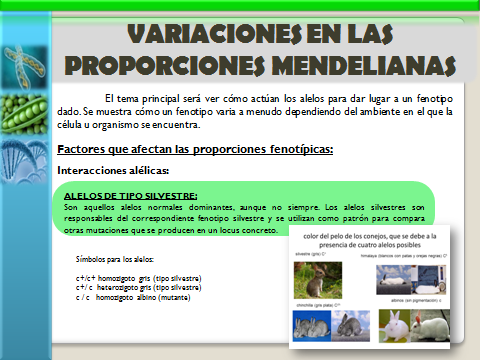 VARIACIONES EN LAS
PROPORCIONES MENDELIANAS
El tema principal será ver cómo actúan los alelos para dar lugar a un fenotipo
dado. Se muestra cómo un fenotipo varia a menudo dependiendo del ambiente en el que la
célula u organismo se encuentra.
Factores que afectan las proporciones fenotípicas:
Interacciones alélicas:
ALELOS DE TIPO SILVESTRE:
Son aquellos alelos normales dominantes, aunque no siempre. Los alelos silvestres son
responsables del correspondiente fenotipo silvestre y se utilizan como patrón para compara
otras mutaciones que se producen en un locus concreto.
Símbolos para los alelos:
c+/c+ homozigoto gris (tipo silvestre)
c+/ c heterozigoto gris (tipo silvestre)
c / c homozigoto albino (mutante)
color del pelo de los conejos, que se debe a la
presencia de cuatro alelos posibles
silvestre (gris)
himalaya (blancos con patas y orejas negras)
chinchilla (gris plata)
albinos (sin pigmentación) c